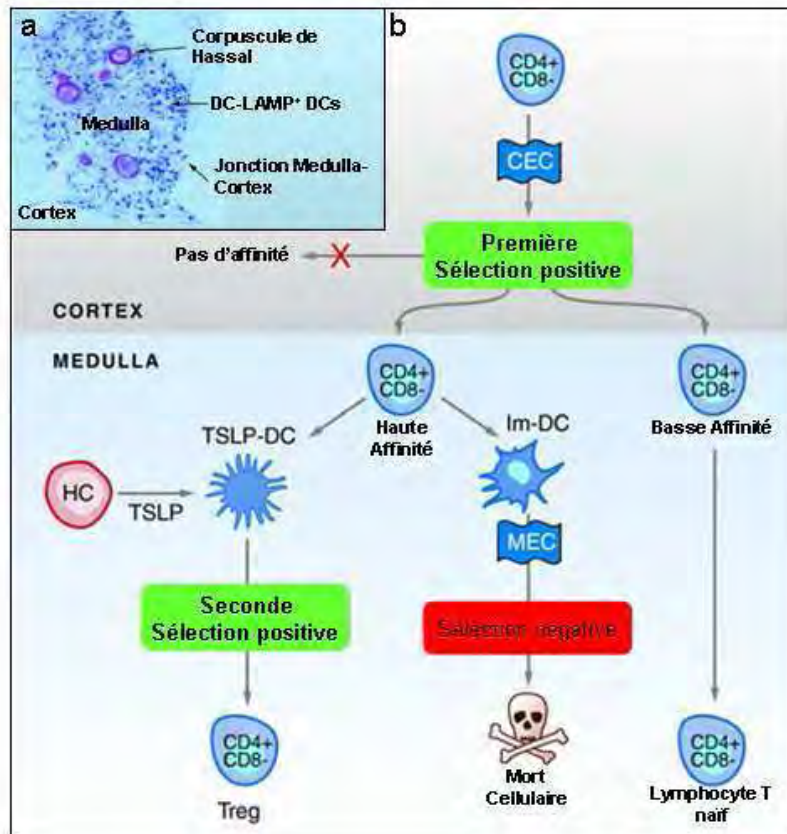 a
Corpuscule de
Hassal
DC-LAMP+ DCs
Medulla
Jonction Medulla-
Cortex
Cortex
b
CD4+
CD8-
CEC
Première
Sélection positive
Pas d'affinité
X
CORTEX
MEDULLA
CD4+
CD8-
Haute
Affinité
CD4+
CD8-
Basse Affinité
TSLP-DC
Im-DC
HC
TSLP
MEC
Seconde
Sélection positive
Sélection négative
CD4+
CD8-
Treg
Mort
Cellulaire
CD4+
CD8-
Lymphocyte T
naïf